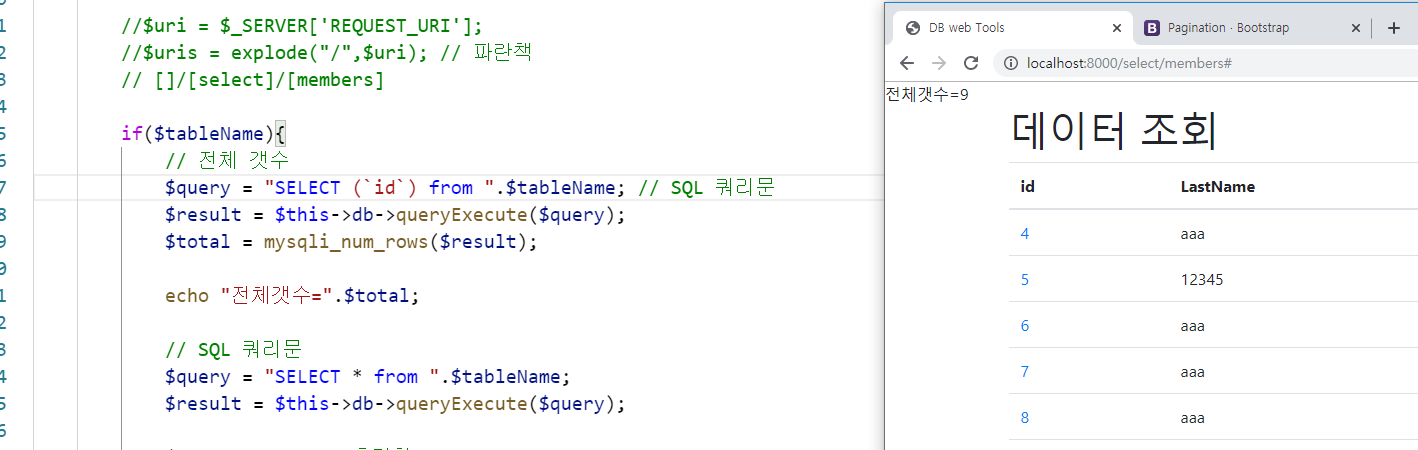 //$uri = $_SERVER['REQUEST_URI'];
//$uris = explode("/",$uri); // 파란책
// []/[select]/[members]
if($tableName){
// 전체 갯수
$query = "SELECT (`id`) from ".$tableName; // SQL 쿼리문
$result = $this->db->queryExecute($query);
$total = mysqli_num_rows($result);
echo "전체갯수=".$total;
// SQL 쿼리문
$query = "SELECT * from ".$tableName;
$result = $this->db->queryExecute($query);
1
2
3
4
5
6
7
8
9
0
1
3
4
5
6
DB web Tools
Pagination · Bootstrap
localhost:8000/select/members#
전체갯수=9
데이터 조회
id LastName
4 aaa
5 12345
6 aaa
7 aaa
8 aaa